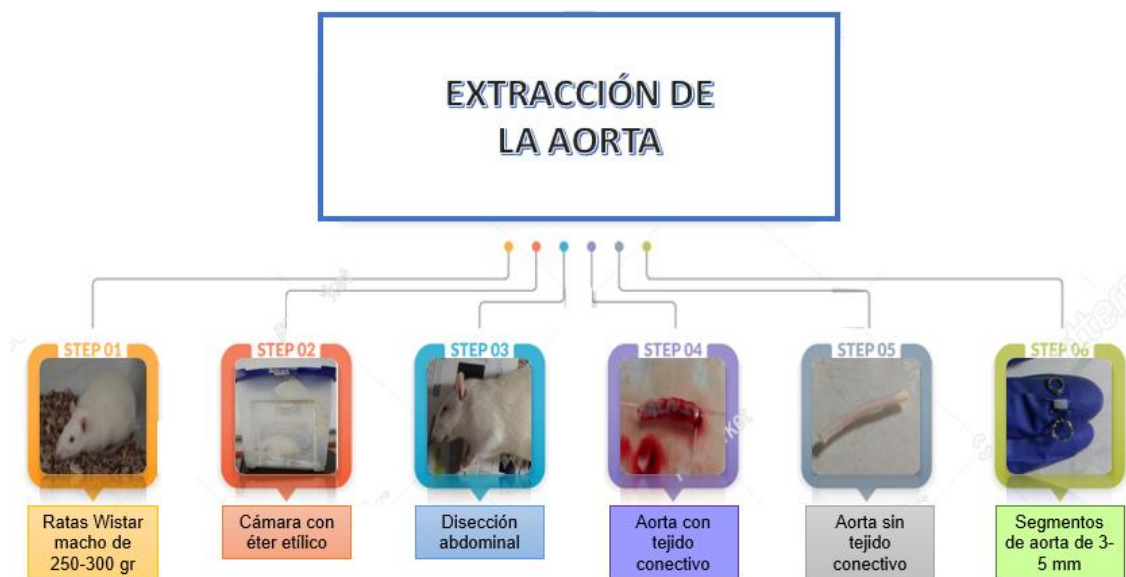 EXTRACCIÓN DE
LA AORTA
STEP 01
STEP 02
STEP 03
STEP 04
STEP 05
STEP 06
Ratas Wistar
macho de
250-300 gr
Cámara con
éter etílico
Disección
abdominal
Aorta con
tejido
conectivo
Aorta sin
tejido
conectivo
Segmentos
de aorta de 3-
5 mm